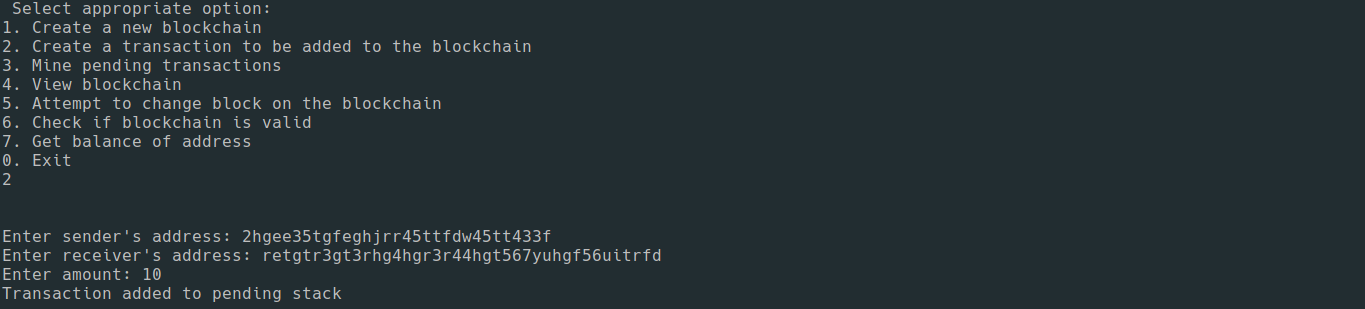 Select appropriate option:
1. Create a new blockchain
2. Create a transaction to be added to the blockchain
3. Mine pending transactions
4. View blockchain
5. Attempt to change block on the blockchain
6. Check if blockchain is valid
7. Get balance of address
0. Exit
2
Enter sender's address: 2hgee35tgfeghjrr45ttfdw45tt433f
Enter receiver's address: retgtr3gt3rhg4hgr3r44hgt567yuhgf56uitrfd
Enter amount: 10
Transaction added to pending stack